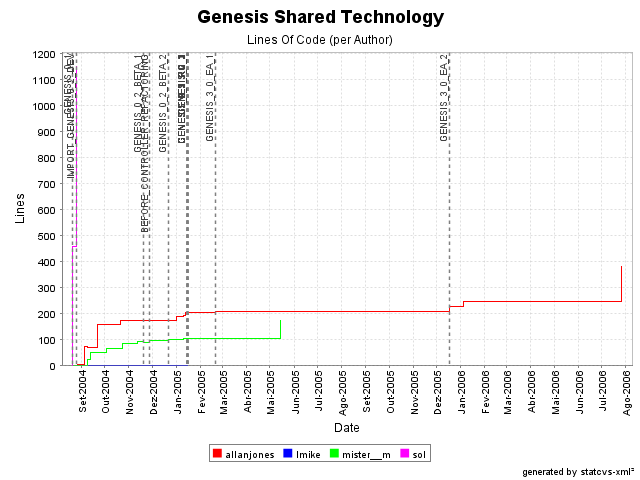 Genesis Shared Technology
Lines Of Code (per Author)
Lines
1200
1100
1000
900
800
700
600
500
400
300
200
100
0
GENESIS_0_2_BETA_1
BEFORE_CONTROLLER_REFACTORING
GENESIS_0_2_BETA_2
GENESIS_3_0_EA_1
GENESIS_3_0_EA_2
Set-2004
Out-2004
Nov-2004
Dez-2004
Jan-2005
Fev-2005
Mar-2005
Abr-2005
Mai-2005
Jun-2005
Jul-2005
Ago-2005
Set-2005
Out-2005
Nov-2005
Dez-2005
Jan-2006
Fev-2006
Mar-2006
Abr-2006
Mai-2006
Jun-2006
Jul-2006
Ago-2006
Date
allanjones lmike mister__m sol
generated by statcvs-xml²